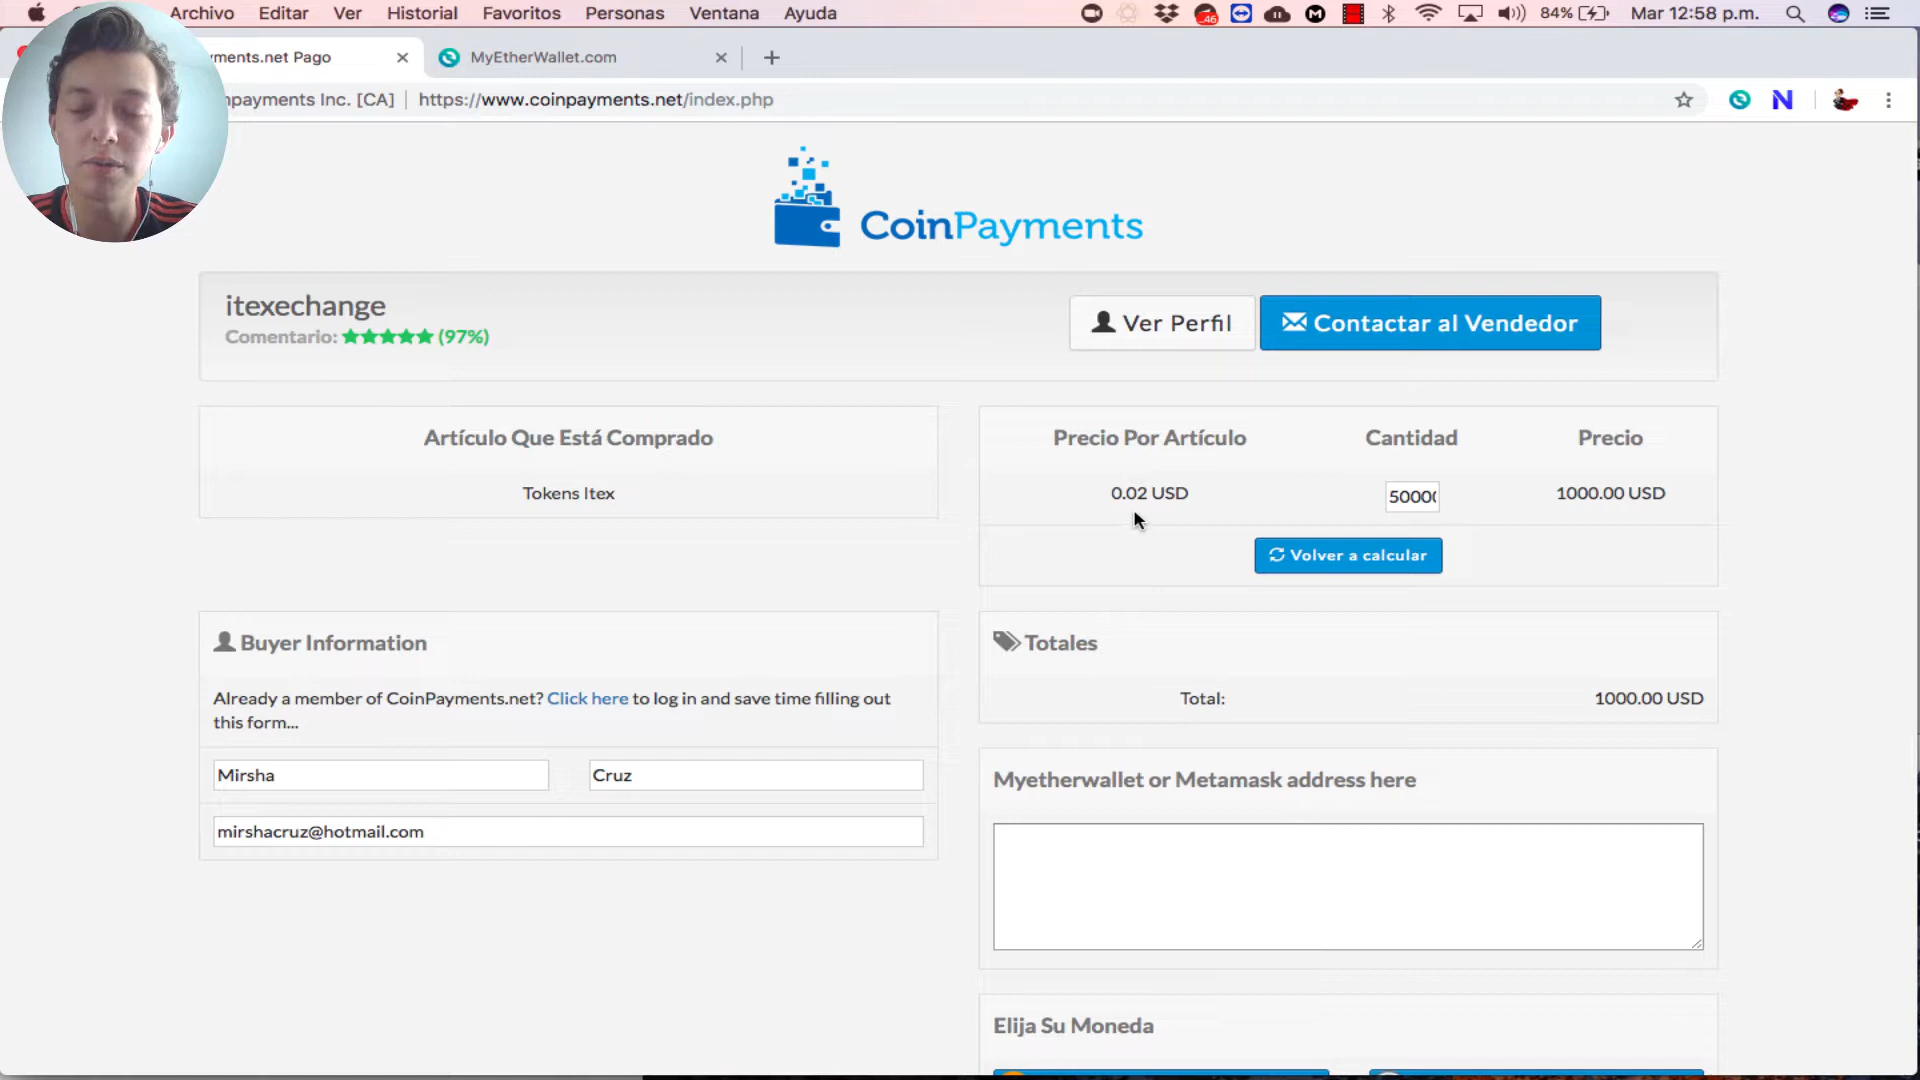 Archivo Editar Ver Historial Favoritos Personas Ventana Ayuda 46 84% Mar 12:58 p.m.
ments.net Pago
MyEtherWallet.com
payments Inc. [CA] https://www.coinpayments.net/index.php
CoinPayments
itexechange
Comentario: ★★★★★ (97%)
Ver Perfil
Contactar al Vendedor
Artículo Que Está Comprado
Tokens Itex
Precio Por Artículo Cantidad Precio
0.02 USD 5000 1000.00 USD
Volver a calcular
Buyer Information
Already a member of CoinPayments.net? Click here to log in and save time filling out
this form...
Mirsha Cruz
mirshacruz@hotmail.com
Totales
Total: 1000.00 USD
Myetherwallet or Metamask address here
Elija Su Moneda